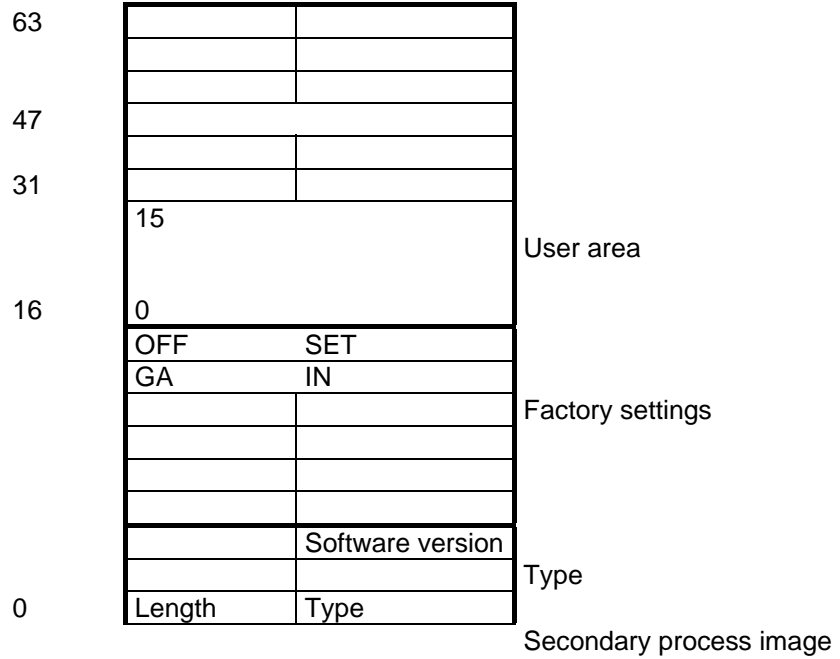 63
47
31
15
User area
16 0
OFF SET
GA IN
Factory settings
Software version
Type
0 Length Type
Secondary process image